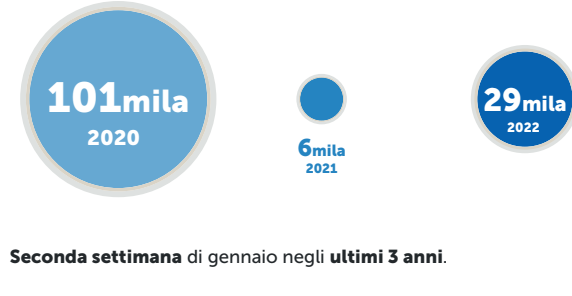 101mila
2020
6mila
2021
29mila
2022
Seconda settimana di gennaio negli ultimi 3 anni.